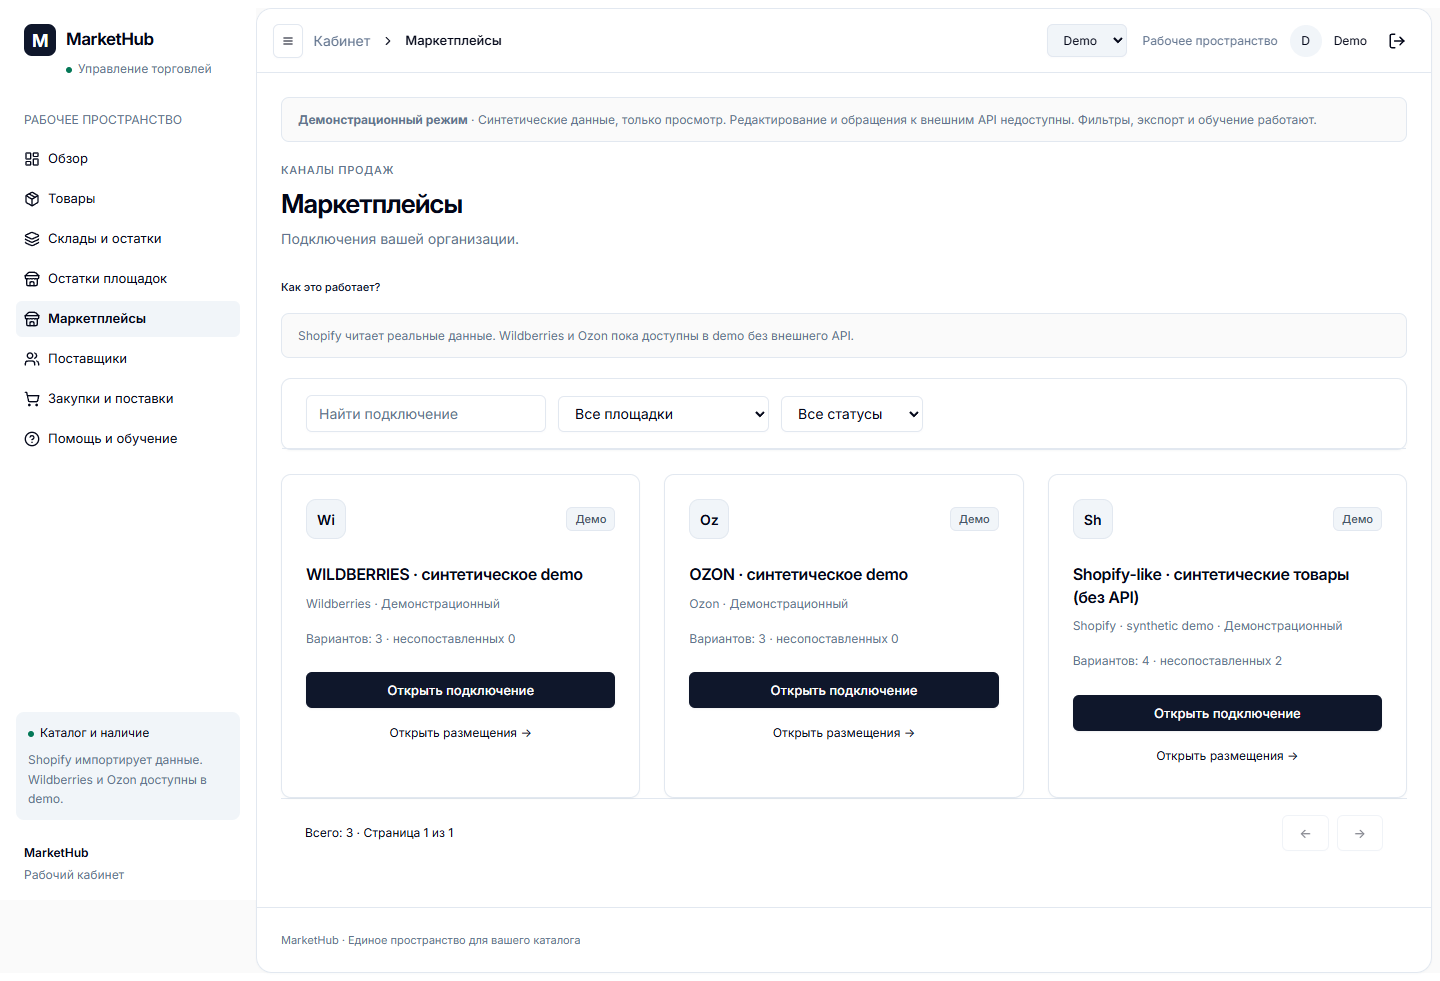 M MarketHub
Управление торговлей
РАБОЧЕЕ ПРОСТРАНСТВО
Обзор
Товары
Склады и остатки
Остатки площадок
Маркетплейсы
Поставщики
Закупки и поставки
Помощь и обучение
Каталог и наличие
Shopify импортирует данные.
Wildberries и Ozon доступны в
demo.
MarketHub
Рабочий кабинет
Кабинет > Маркетплейсы
Demo Рабочее пространство D Demo
Демонстрационный режим · Синтетические данные, только просмотр. Редактирование и обращения к внешним API недоступны. Фильтры, экспорт и обучение работают.
КАНАЛЫ ПРОДАЖ
Маркетплейсы
Подключения вашей организации.
Как это работает?
Shopify читает реальные данные. Wildberries и Ozon пока доступны в demo без внешнего API.
Найти подключение Все площадки Все статусы
Wi Демо
WILDBERRIES · синтетическое demo
Wildberries · Демонстрационный
Вариантов: 3 · несопоставленных 0
Открыть подключение
Открыть размещения →
Oz Демо
OZON · синтетическое demo
Ozon · Демонстрационный
Вариантов: 3 · несопоставленных 0
Открыть подключение
Открыть размещения →
Sh Демо
Shopify-like · синтетические товары
(без API)
Shopify · synthetic demo · Демонстрационный
Вариантов: 4 · несопоставленных 2
Открыть подключение
Открыть размещения →
Всего: 3 · Страница 1 из 1
← →
MarketHub · Единое пространство для вашего каталога